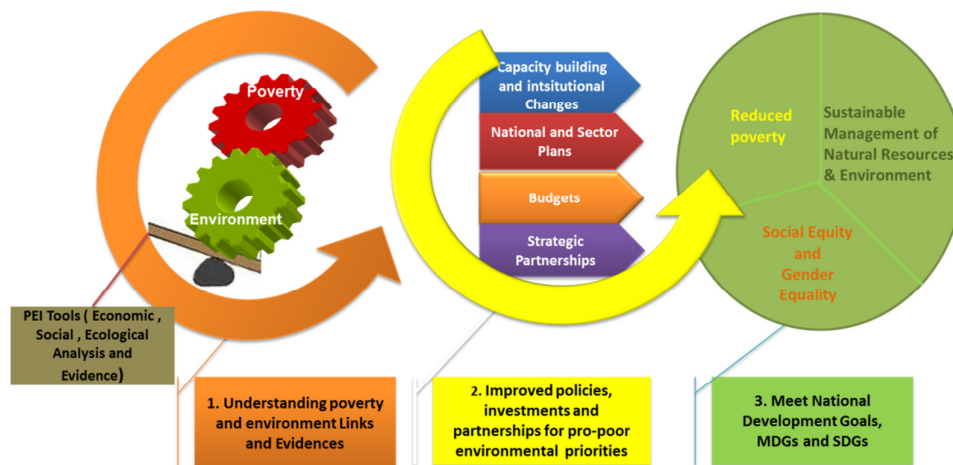 Poverty
Environment
PEI Tools ( Economic ,
Social , Ecological
Analysis and
Evidence)
1. Understanding poverty
and environment Links
and Evidences
Capacity building
and intsitutional
Changes
National and Sector
Plans
Budgets
Strategic
Partnerships
2. Improved policies,
investments and
partnerships for pro-poor
environmental priorities
Reduced
poverty
Sustainable
Management of
Natural Resources
& Environment
Social Equity
and
Gender
Equality
3. Meet National
Development Goals,
MDGs and SDGs